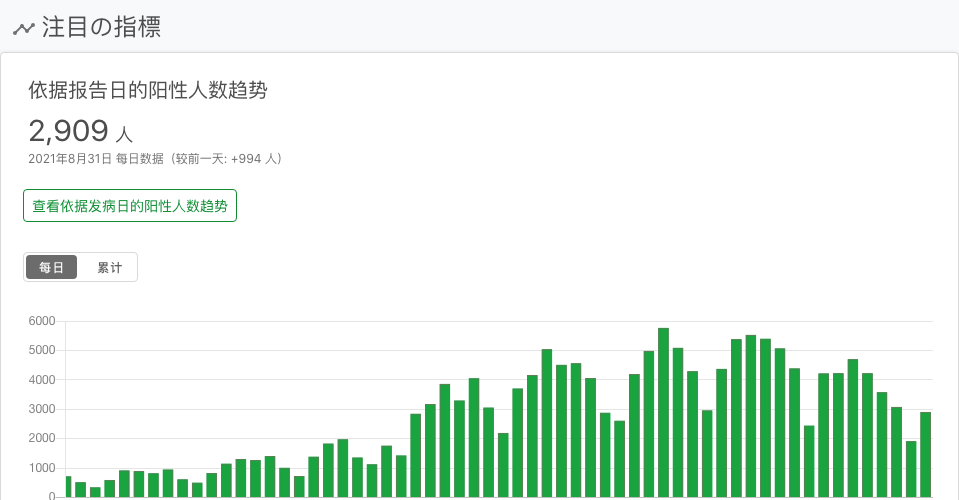 注目の指標
依据报告日的阳性人数趋势
2,909 人
2021年8月31日 每日数据（较前一天: +994 人）
查看依据发病日的阳性人数趋势
每日 累计
6000
5000
4000
3000
2000
1000
0